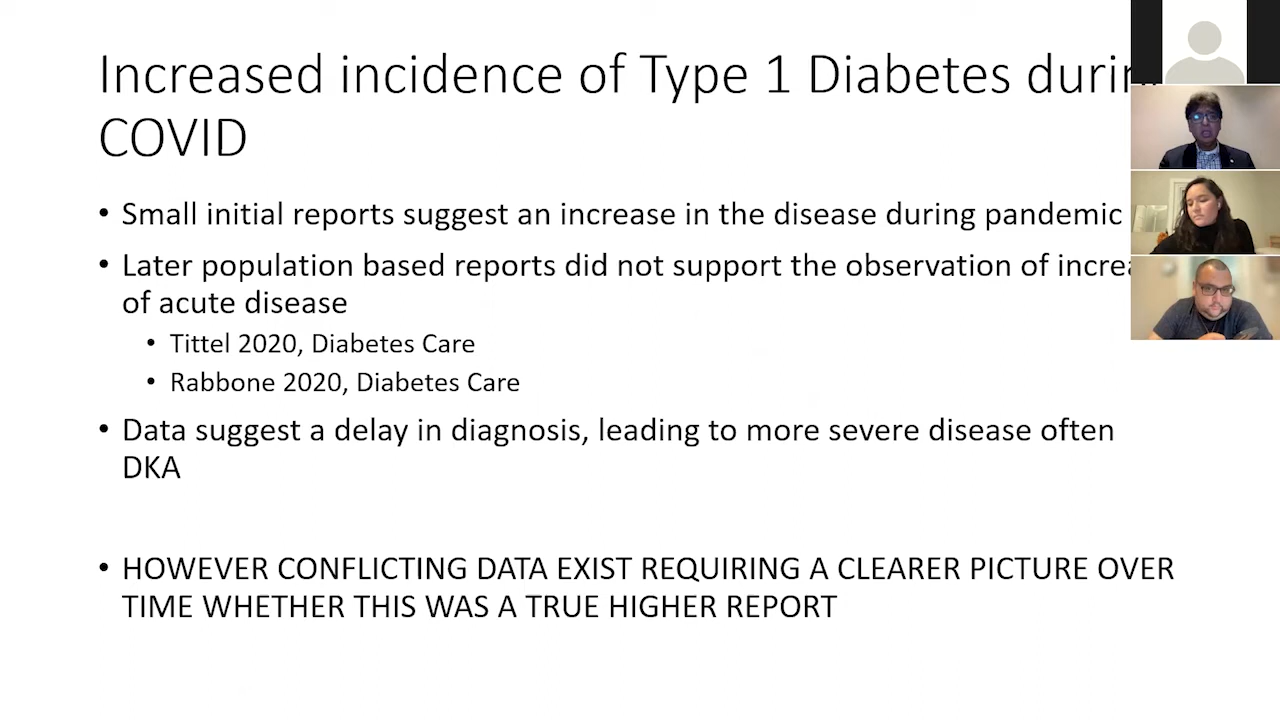 Increased incidence of Type 1 Diabetes
COVID
• Small initial reports suggest an increase in the disease during pandemic
• Later population based reports did not support the observation of
of acute disease
• Tittel 2020, Diabetes Care
• Rabbone 2020, Diabetes Care
• Data suggest a delay in diagnosis, leading to more severe disease often
DKA
• HOWEVER CONFLICTING DATA EXIST REQUIRING A CLEARER PICTURE OVER
TIME WHETHER THIS WAS A TRUE HIGHER REPORT